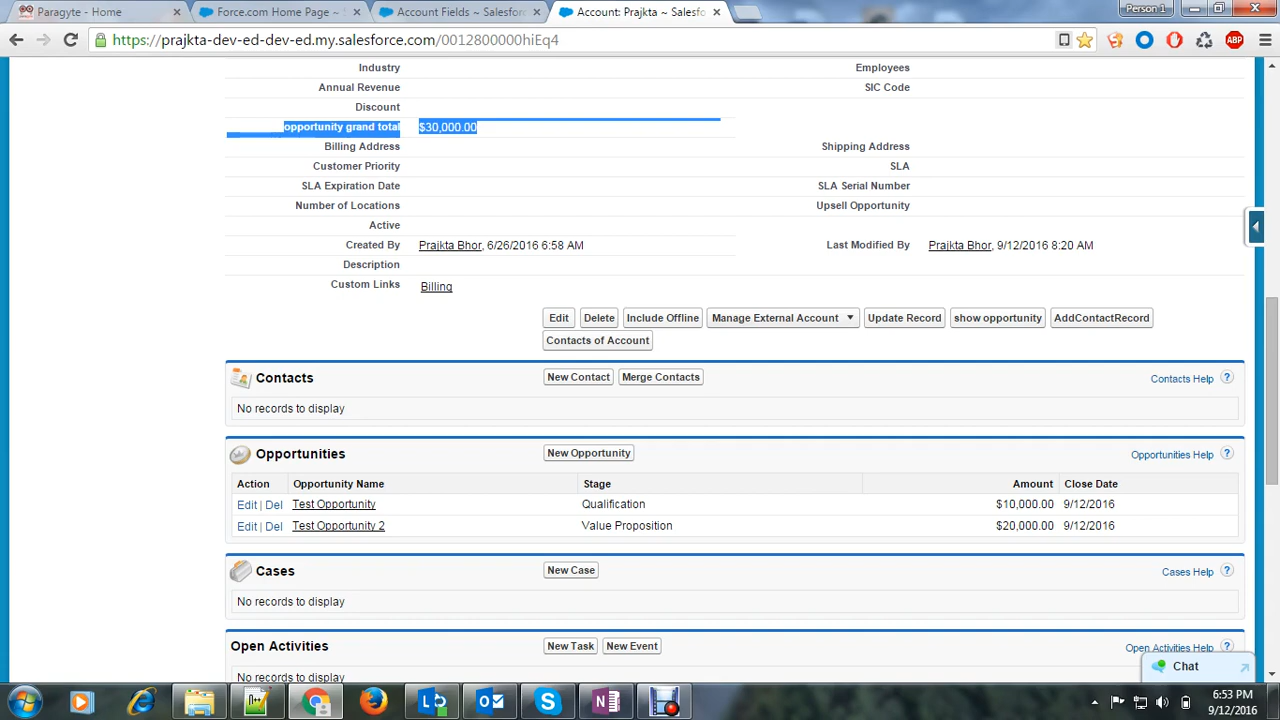 Paragyte - Home
Force.com Home Page ~ S
Account Fields ~ Salesfor
Account: Prajkta ~ Salesfo
Person 1
https://prajkta-dev-ed-dev-ed.my.salesforce.com/0012800000hiEq4
ABP
Industry
Employees
Annual Revenue
SIC Code
Discount
opportunity grand total $30,000.00
Billing Address
Shipping Address
Customer Priority
SLA
SLA Expiration Date
SLA Serial Number
Number of Locations
Upsell Opportunity
Active
Created By Prajkta Bhor, 6/26/2016 6:58 AM
Last Modified By Prajkta Bhor, 9/12/2016 8:20 AM
Description
Custom Links Billing
Edit Delete Include Offline Manage External Account Update Record show opportunity AddContactRecord
Contacts of Account
Contacts New Contact Merge Contacts Contacts Help ?
No records to display
Opportunities New Opportunity Opportunities Help ?
Action Opportunity Name Stage Amount Close Date
Edit | Del Test Opportunity Qualification $10,000.00 9/12/2016
Edit | Del Test Opportunity 2 Value Proposition $20,000.00 9/12/2016
Cases New Case Cases Help ?
No records to display
Open Activities New Task New Event Open Activities Help ?
No records to display
Chat
6:53 PM
9/12/2016